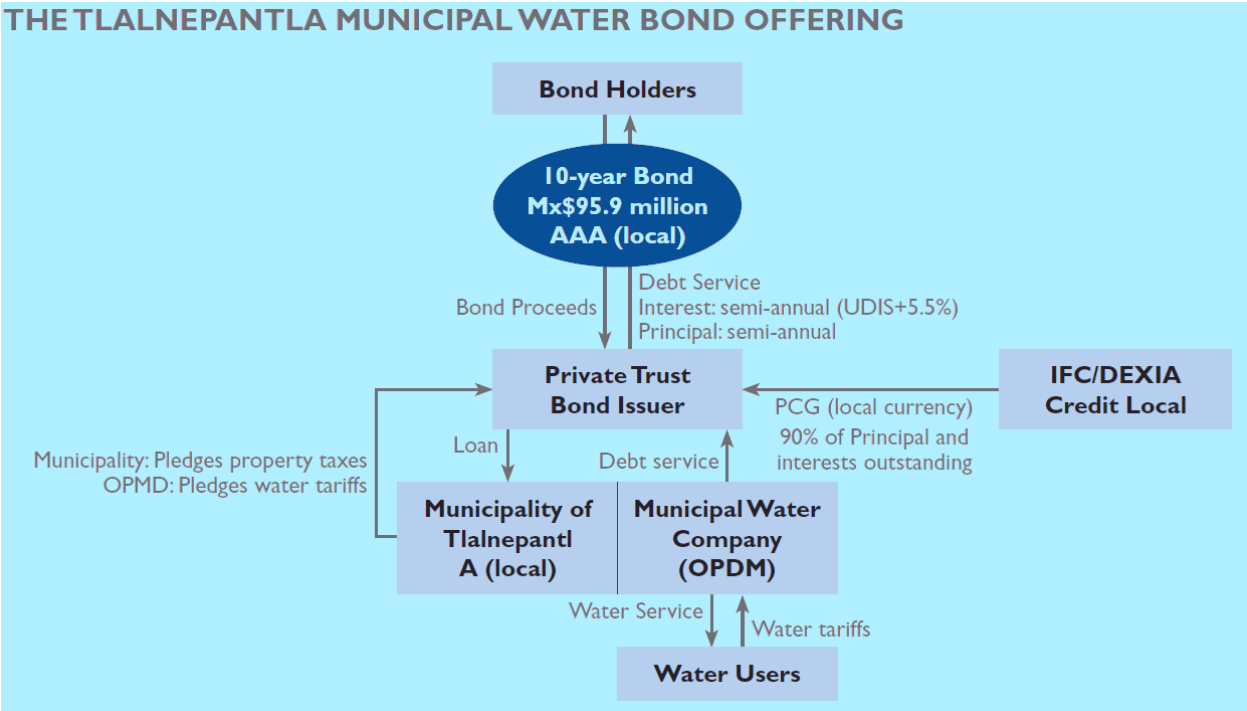 THE TLALNEPANTLA MUNICIPAL WATER BOND OFFERING
Bond Holders
10-year Bond
Mx$95.9 million
AAA (local)
Bond Proceeds
Debt Service
Interest: semi-annual (UDIS+5.5%)
Principal: semi-annual
Private Trust
Bond Issuer
IFC/DEXIA
Credit Local
PCG (local currency)
90% of Principal and
interests outstanding
Municipality: Pledges property taxes
OPMD: Pledges water tariffs
Loan
Debt service
Municipality of
Tlalnepantl
A (local)
Municipal Water
Company
(OPDM)
Water Service
Water tariffs
Water Users